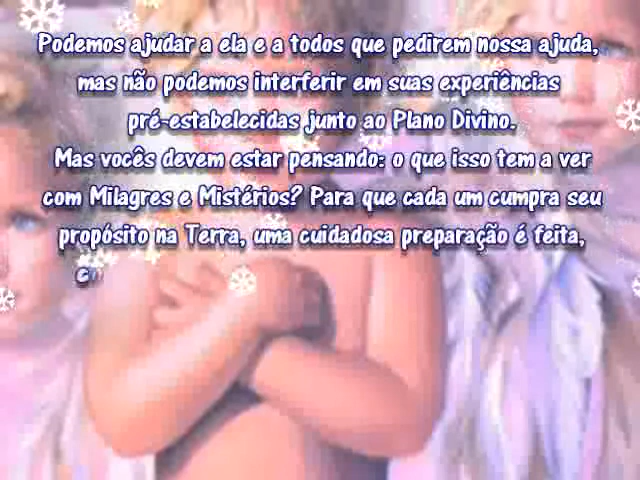 Podemos ajudar a ela e a todos que pedirem nossa ajuda,
mas não podemos interferir em suas experiências
pré-estabelecidas junto ao Plano Divino.
Mas vocês devem estar pensando: o que isso tem a ver
com Milagres e Mistérios? Para que cada um cumpra seu
propósito na Terra, uma cuidadosa preparação é feita,